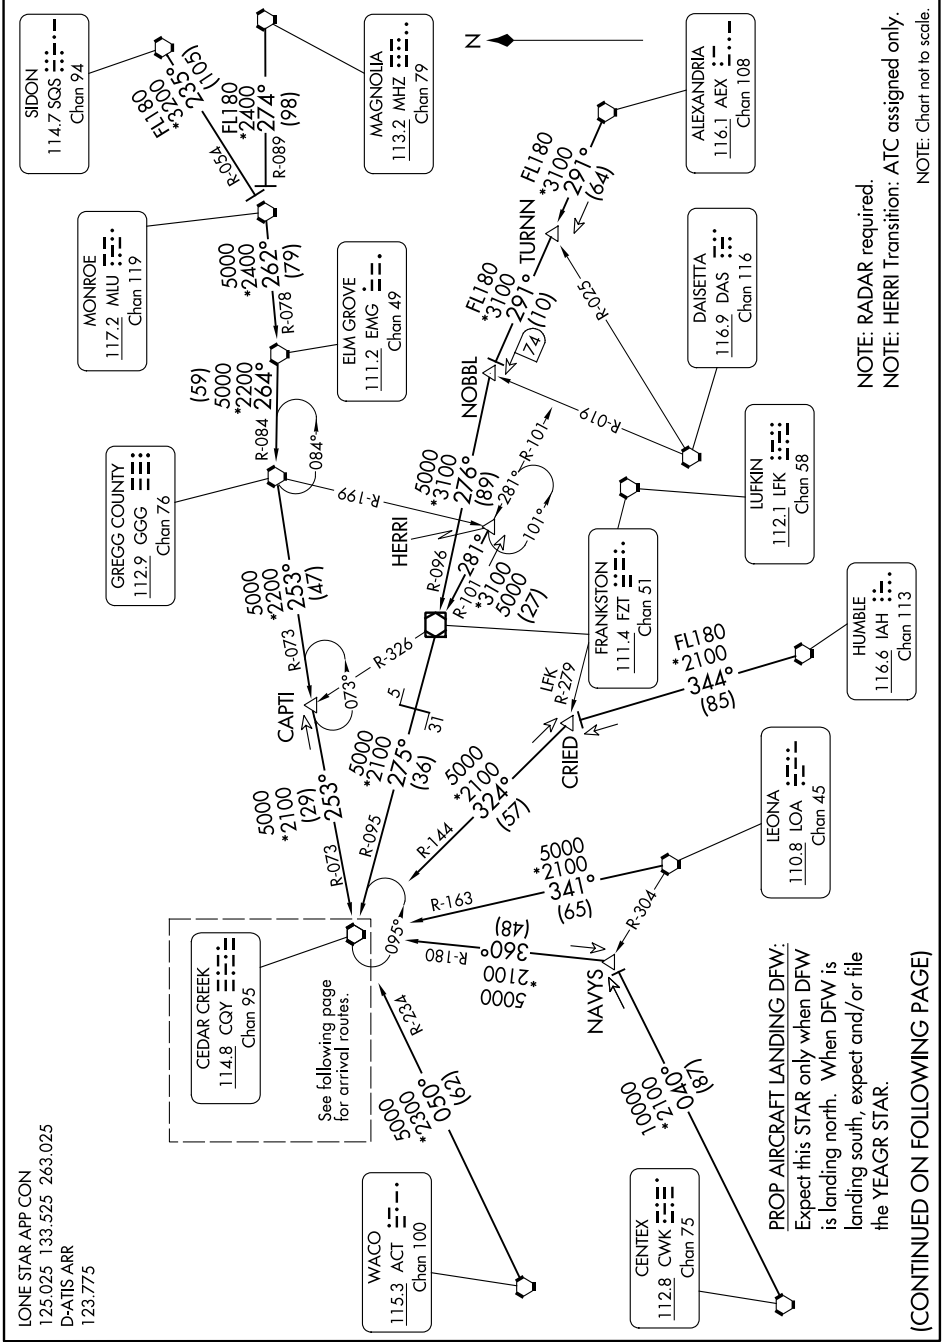 LONE STAR APP CON
125.025 133.525 263.025
D-ATIS ARR
123.775
CEDAR CREEK
114.8 CQY
Chan 95
See following page
for arrival routes.
WACO
115.3 ACT
Chan 100
5000
*2300
050°
(62)
R-234
CENTEX
112.8 CWK
Chan 75
10000
*2100
040°
(87)
NAVYS
5000
*2100
360°
(48)
R-180
R-304
LEONA
110.8 LOA
Chan 45
5000
*2100
341°
(65)
R-163
095°
HUMBLE
116.6 IAH
Chan 113
FL180
*2100
344°
(85)
CRIED
LFK
R-279
5000
*2100
324°
(57)
R-144
LUFKIN
112.1 LFK
Chan 58
FRANKSTON
111.4 FZT
Chan 51
5000
*2100
275°
(36)
R-095
5
31
R-326
CAPTI
5000
*2100
(29)
253°
R-073
073°
5000
*2200
253°
(47)
R-073
GREGG COUNTY
112.9 GGG
Chan 76
084°
R-199
(59)
5000
*2200
264°
R-084
ELM GROVE
111.2 EMG
Chan 49
5000
*2400
262°
(79)
R-078
MONROE
117.2 MLU
Chan 119
SIDON
114.7 SQS
Chan 94
FL180
*3200
235°
(105)
R-054
FL180
*2400
274°
(98)
R-089
MAGNOLIA
113.2 MHZ
Chan 79
N
HERRI
281°
*3100
5000
(27)
R-101
281°
101°
R-101
5000
*3100
276°
(89)
R-096
NOBBL
74
FL180
*3100
291°
(10)
TURNN
FL180
*3100
291°
(64)
R-019
R-025
DAISETTA
116.9 DAS
Chan 116
ALEXANDRIA
116.1 AEX
Chan 108
NOTE: RADAR required.
NOTE: HERRI Transition: ATC assigned only.
NOTE: Chart not to scale.
PROP AIRCRAFT LANDING DFW:
Expect this STAR only when DFW
is landing north. When DFW is
landing south, expect and/or file
the YEAGR STAR.
(CONTINUED ON FOLLOWING PAGE)